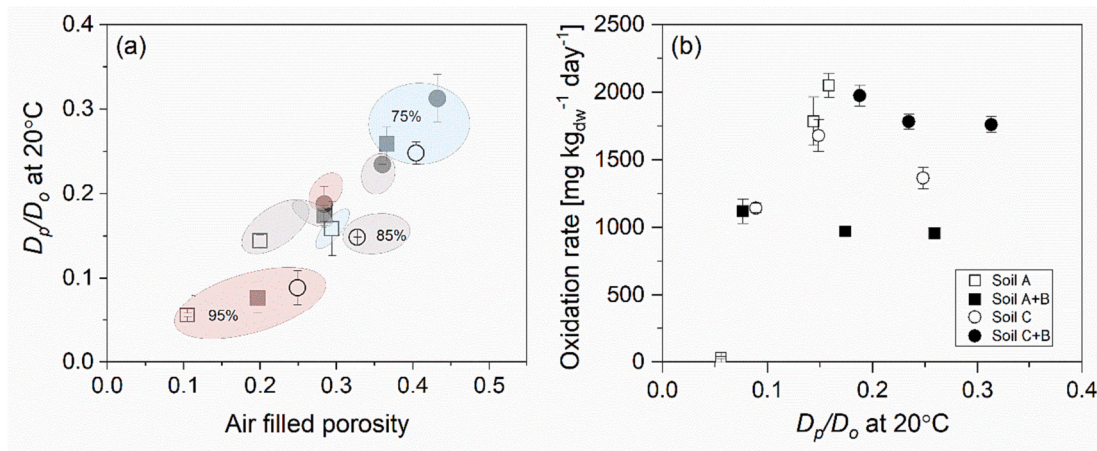 (a)
0.4
0.3
0.2
0.1
0.0
Dp/Do at 20°C
75%
85%
95%
0.0 0.1 0.2 0.3 0.4 0.5
Air filled porosity
(b)
2500
2000
1500
1000
500
0
Oxidation rate [mg kgdw-1 day-1]
Soil A
Soil A+B
Soil C
Soil C+B
0.0 0.1 0.2 0.3 0.4
Dp/Do at 20°C